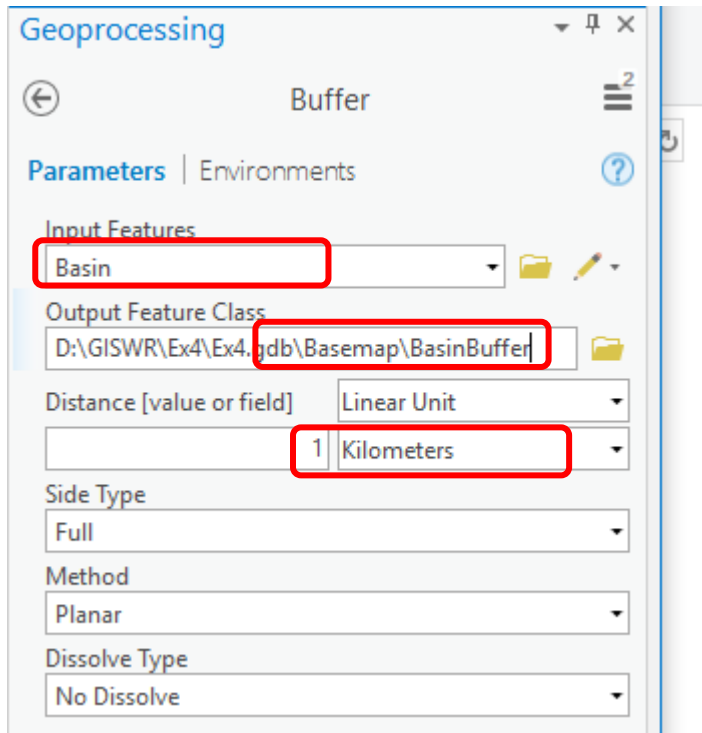 Geoprocessing
Buffer
2
Parameters | Environments
Input Features
Basin
Output Feature Class
D:\GISWR\Ex4\Ex4.gdb\Basemap\BasinBuffer
Distance [value or field] Linear Unit
1 Kilometers
Side Type
Full
Method
Planar
Dissolve Type
No Dissolve